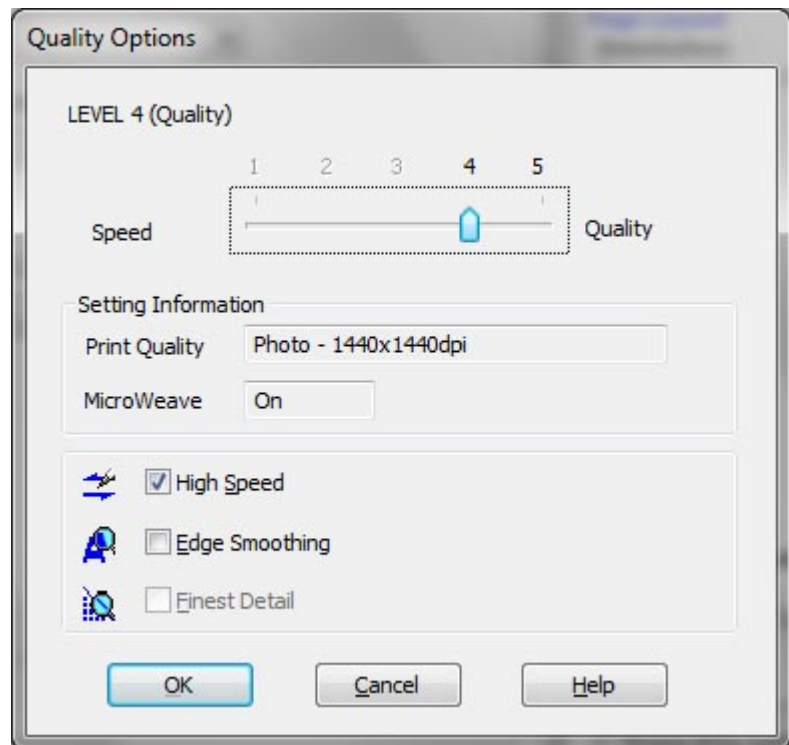 Quality Options
LEVEL 4 (Quality)
1 2 3 4 5
Speed Quality
Setting Information
Print Quality Photo - 1440x1440dpi
MicroWeave On
High Speed
Edge Smoothing
Finest Detail
OK Cancel Help